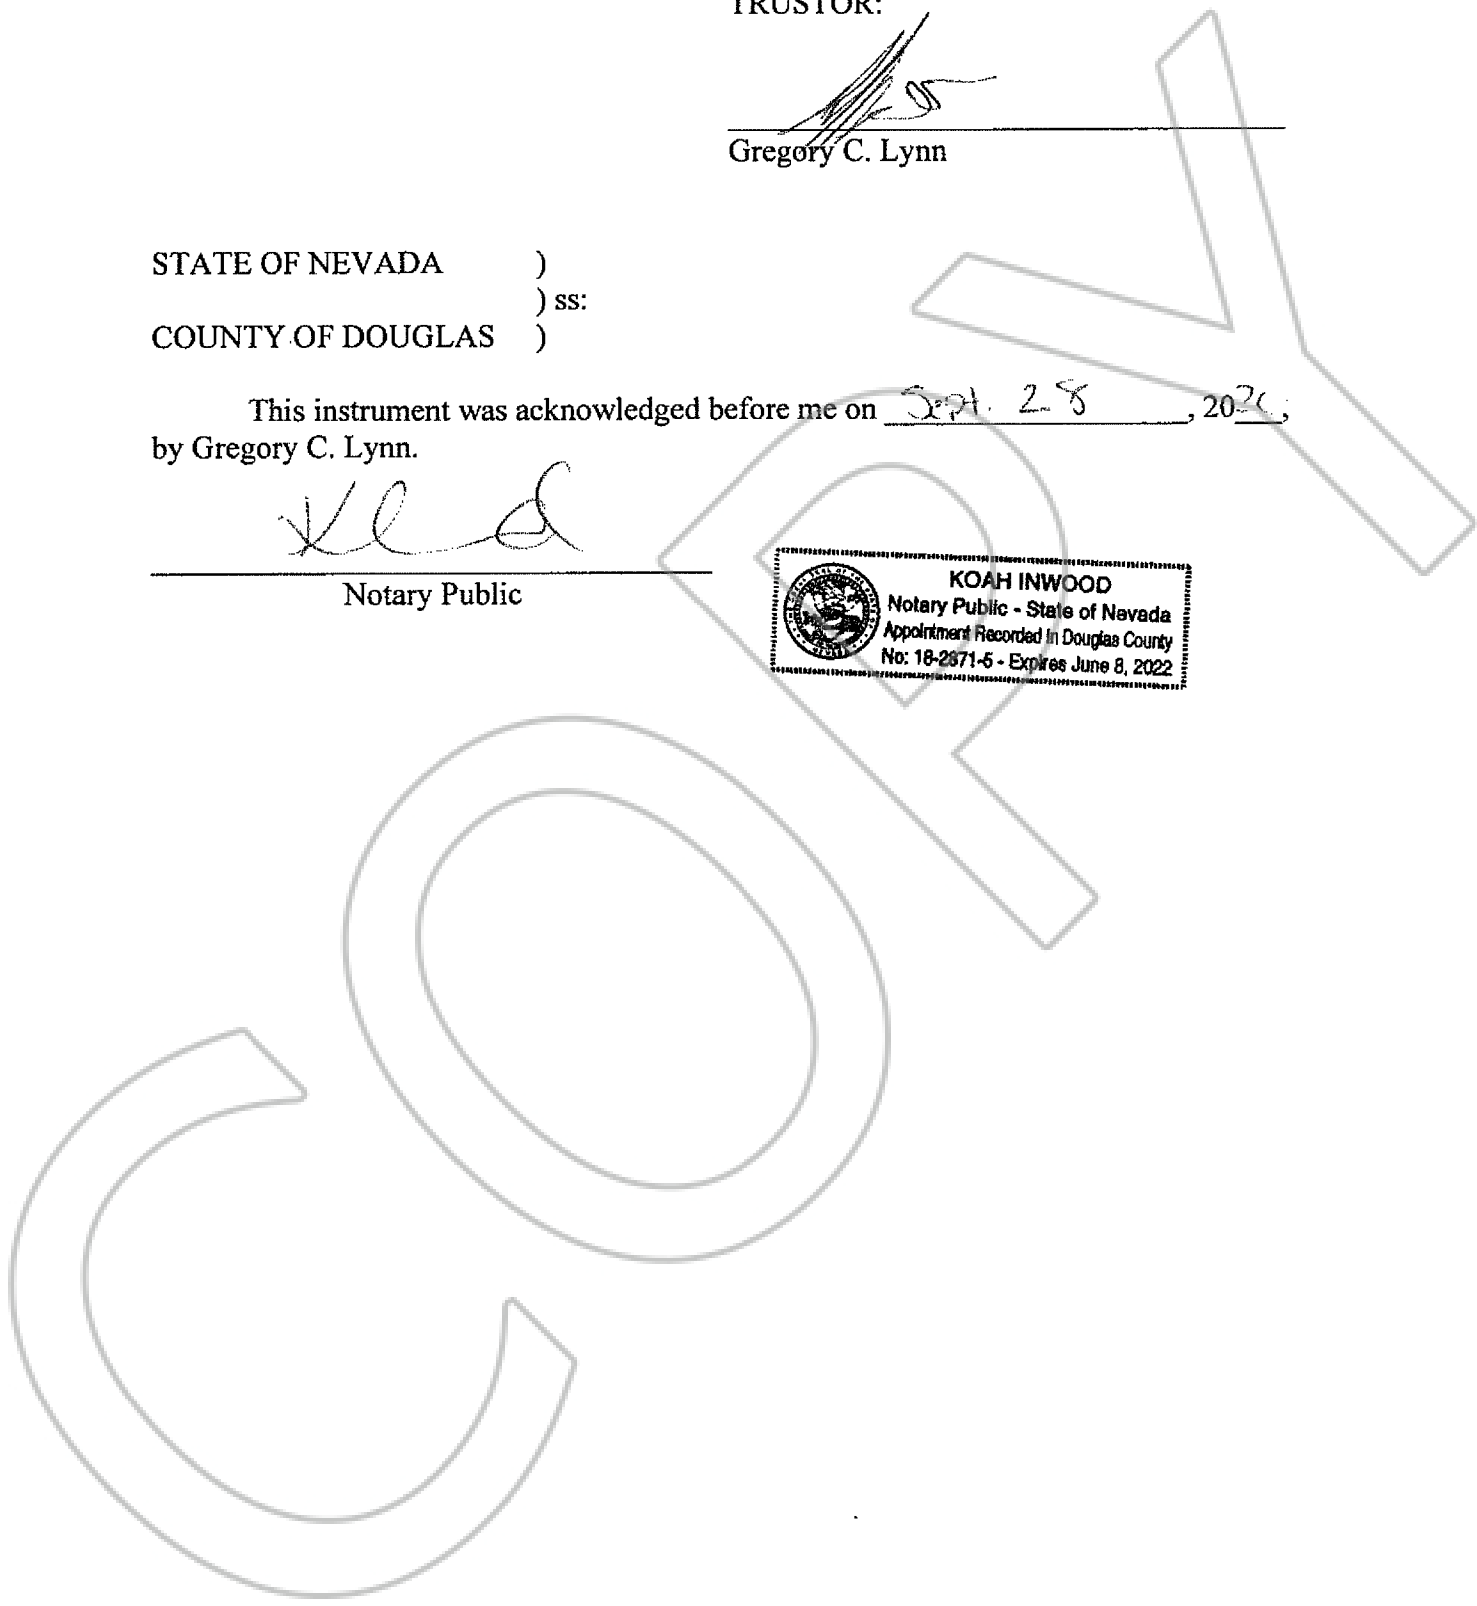 TRUSTOR:
Gregory C. Lynn
STATE OF NEVADA )
) ss:
COUNTY OF DOUGLAS )
This instrument was acknowledged before me on Sept. 28, 2020,
by Gregory C. Lynn.
Notary Public
KOAH INWOOD
Notary Public - State of Nevada
Appointment Recorded in Douglas County
No: 18-2871-5 - Expires June 8, 2022
COPY